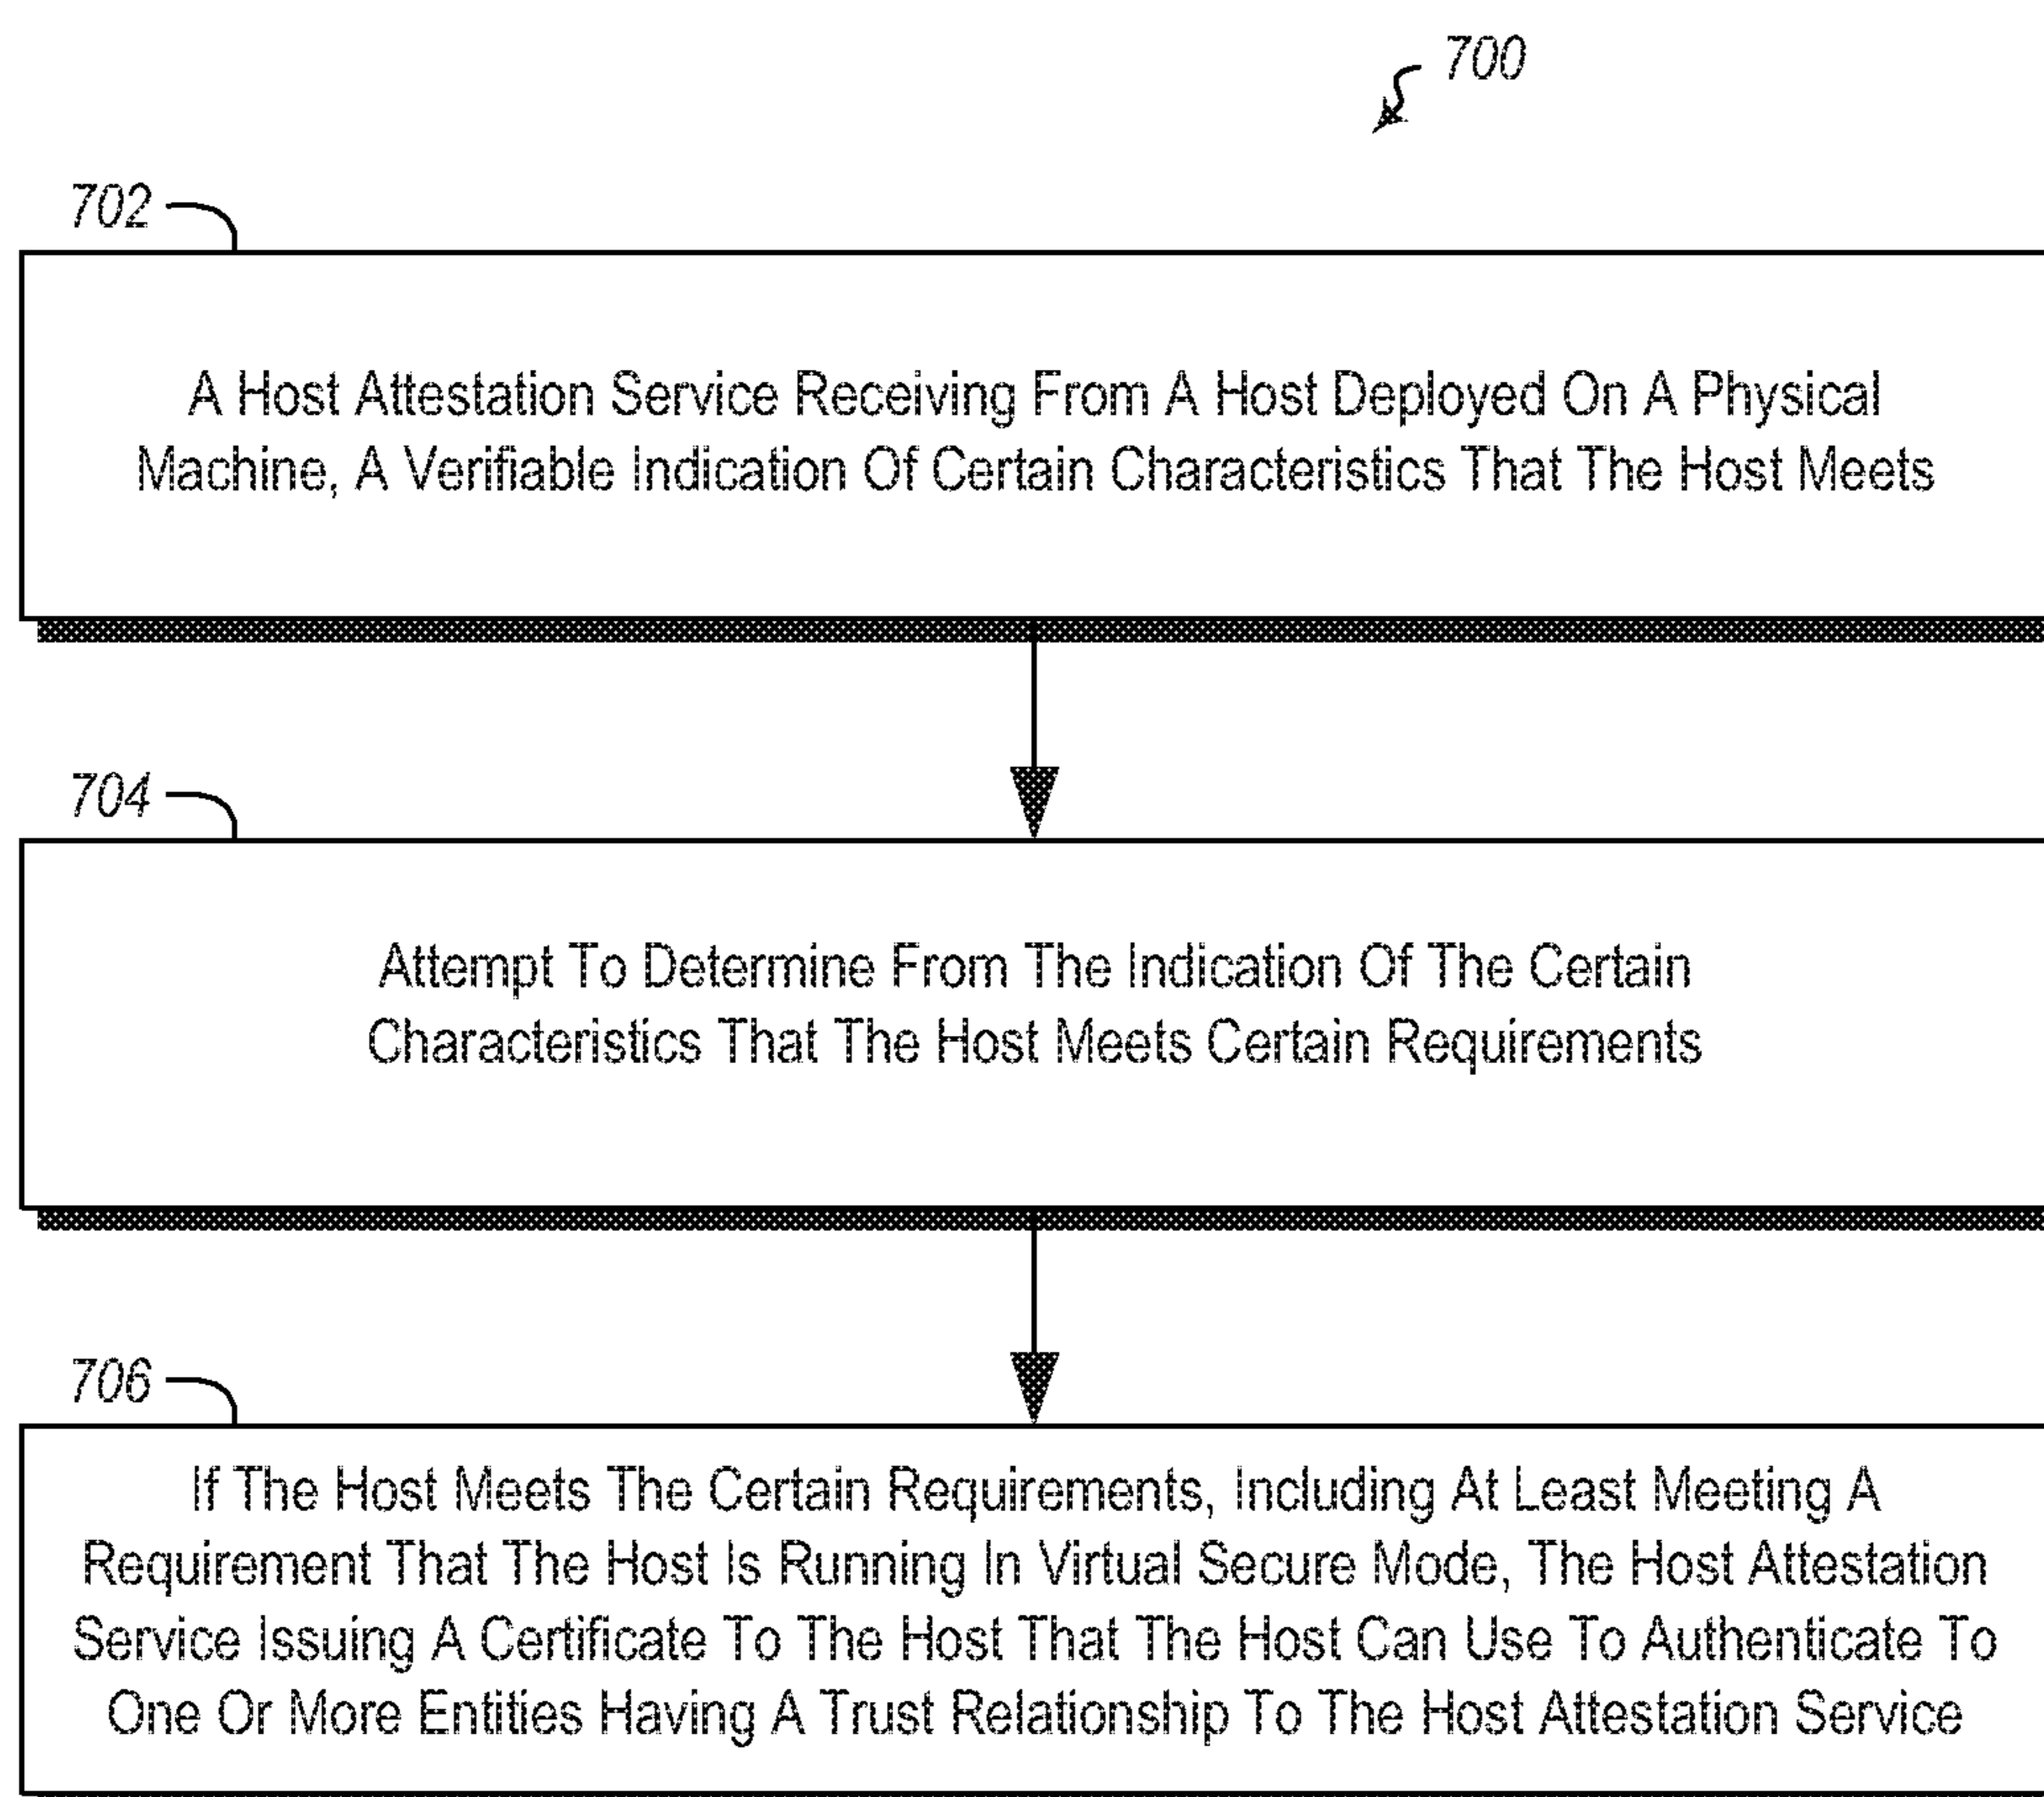 700
702
A Host Attestation Service Receiving From A Host Deployed On A Physical
Machine, A Verifiable Indication Of Certain Characteristics That The Host Meets
704
Attempt To Determine From The Indication Of The Certain
Characteristics That The Host Meets Certain Requirements
706
If The Host Meets The Certain Requirements, Including At Least Meeting A
Requirement That The Host Is Running In Virtual Secure Mode, The Host Attestation
Service Issuing A Certificate To The Host That The Host Can Use To Authenticate To
One Or More Entities Having A Trust Relationship To The Host Attestation Service